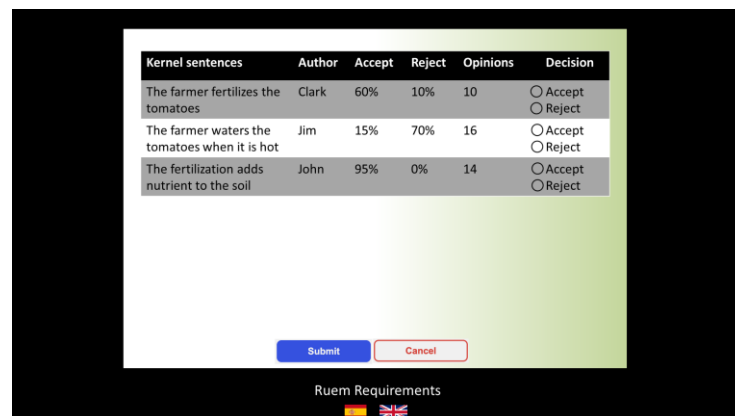 Kernel sentences Author Accept Reject Opinions Decision
The farmer fertilizes the tomatoes Clark 60% 10% 10 Accept Reject
The farmer waters the tomatoes when it is hot Jim 15% 70% 16 Accept Reject
The fertilization adds nutrient to the soil John 95% 0% 14 Accept Reject
Submit Cancel
Ruem Requirements